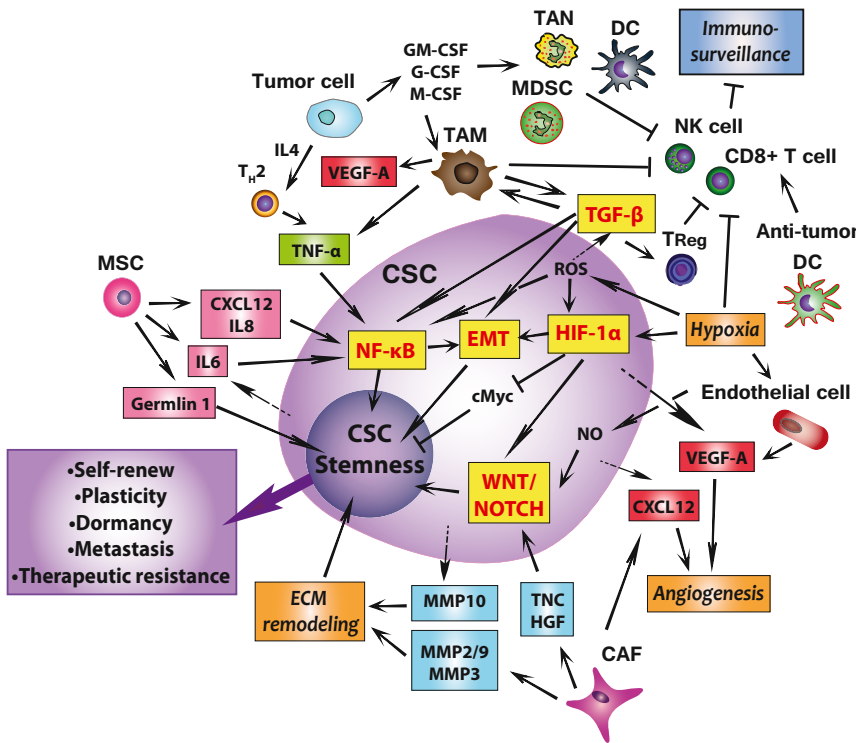 TAN
DC
Immuno-
surveillance
GM-CSF
G-CSF
M-CSF
Tumor cell
MDSC
NK cell
TAM
CD8+ T cell
IL4
TH2
VEGF-A
TGF-β
TReg
Anti-tumor
DC
TNF-α
MSC
CSC
ROS
CXCL12
IL8
NF-κB
EMT
HIF-1α
Hypoxia
IL6
Endothelial cell
Germlin 1
cMyc
CSC
Stemness
NO
VEGF-A
•Self-renew
•Plasticity
•Dormancy
•Metastasis
•Therapeutic resistance
WNT/
NOTCH
CXCL12
ECM
remodeling
MMP10
TNC
HGF
Angiogenesis
MMP2/9
MMP3
CAF